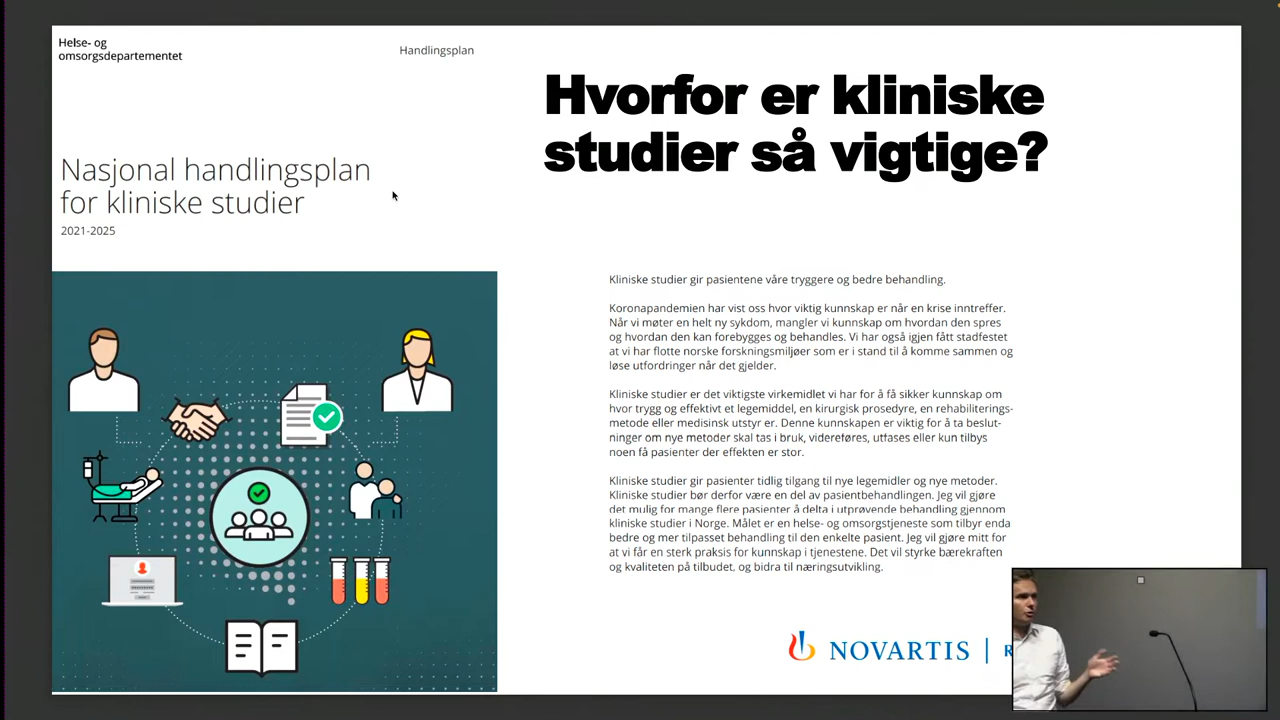 Helse- og
omsorgsdepartementet
Handlingsplan
Hvorfor er kliniske
studier så vigtige?
Nasjonal handlingsplan
for kliniske studier
2021-2025
Kliniske studier gir pasientene våre tryggere og bedre behandling.
Koronapandemien har vist oss hvor viktig kunnskap er når en krise inntreffer.
Når vi møter en helt ny sykdom, mangler vi kunnskap om hvordan den spres
og hvordan den kan forebygges og behandles. Vi har også igjen fått stadfestet
at vi har flotte norske forskningsmiljøer som er i stand til å komme sammen og
løse utfordringer når det gjelder.
Kliniske studier er det viktigste virkemidlet vi har for å få sikker kunnskap om
hvor trygg og effektivt et legemiddel, en kirurgisk prosedyre, en rehabiliterings-
metode eller medisinsk utstyr er. Denne kunnskapen er viktig for å ta beslut-
ninger om nye metoder skal tas i bruk, videreføres, utfases eller kun tilbys
noen få pasienter der effekten er stor.
Kliniske studier gir pasienter tidlig tilgang til nye legemidler og nye metoder.
Kliniske studier bør derfor være en del av pasientbehandlingen. Jeg vil gjøre
det mulig for mange flere pasienter å delta i utprøvende behandling gjennom
kliniske studier i Norge. Målet er en helse- og omsorgstjeneste som tilbyr enda
bedre og mer tilpasset behandling til den enkelte pasient. Jeg vil gjøre mitt for
at vi får en sterk praksis for kunnskap i tjenestene. Det vil styrke bærekraften
og kvaliteten på tilbudet, og bidra til næringsutvikling.
NOVARTIS |